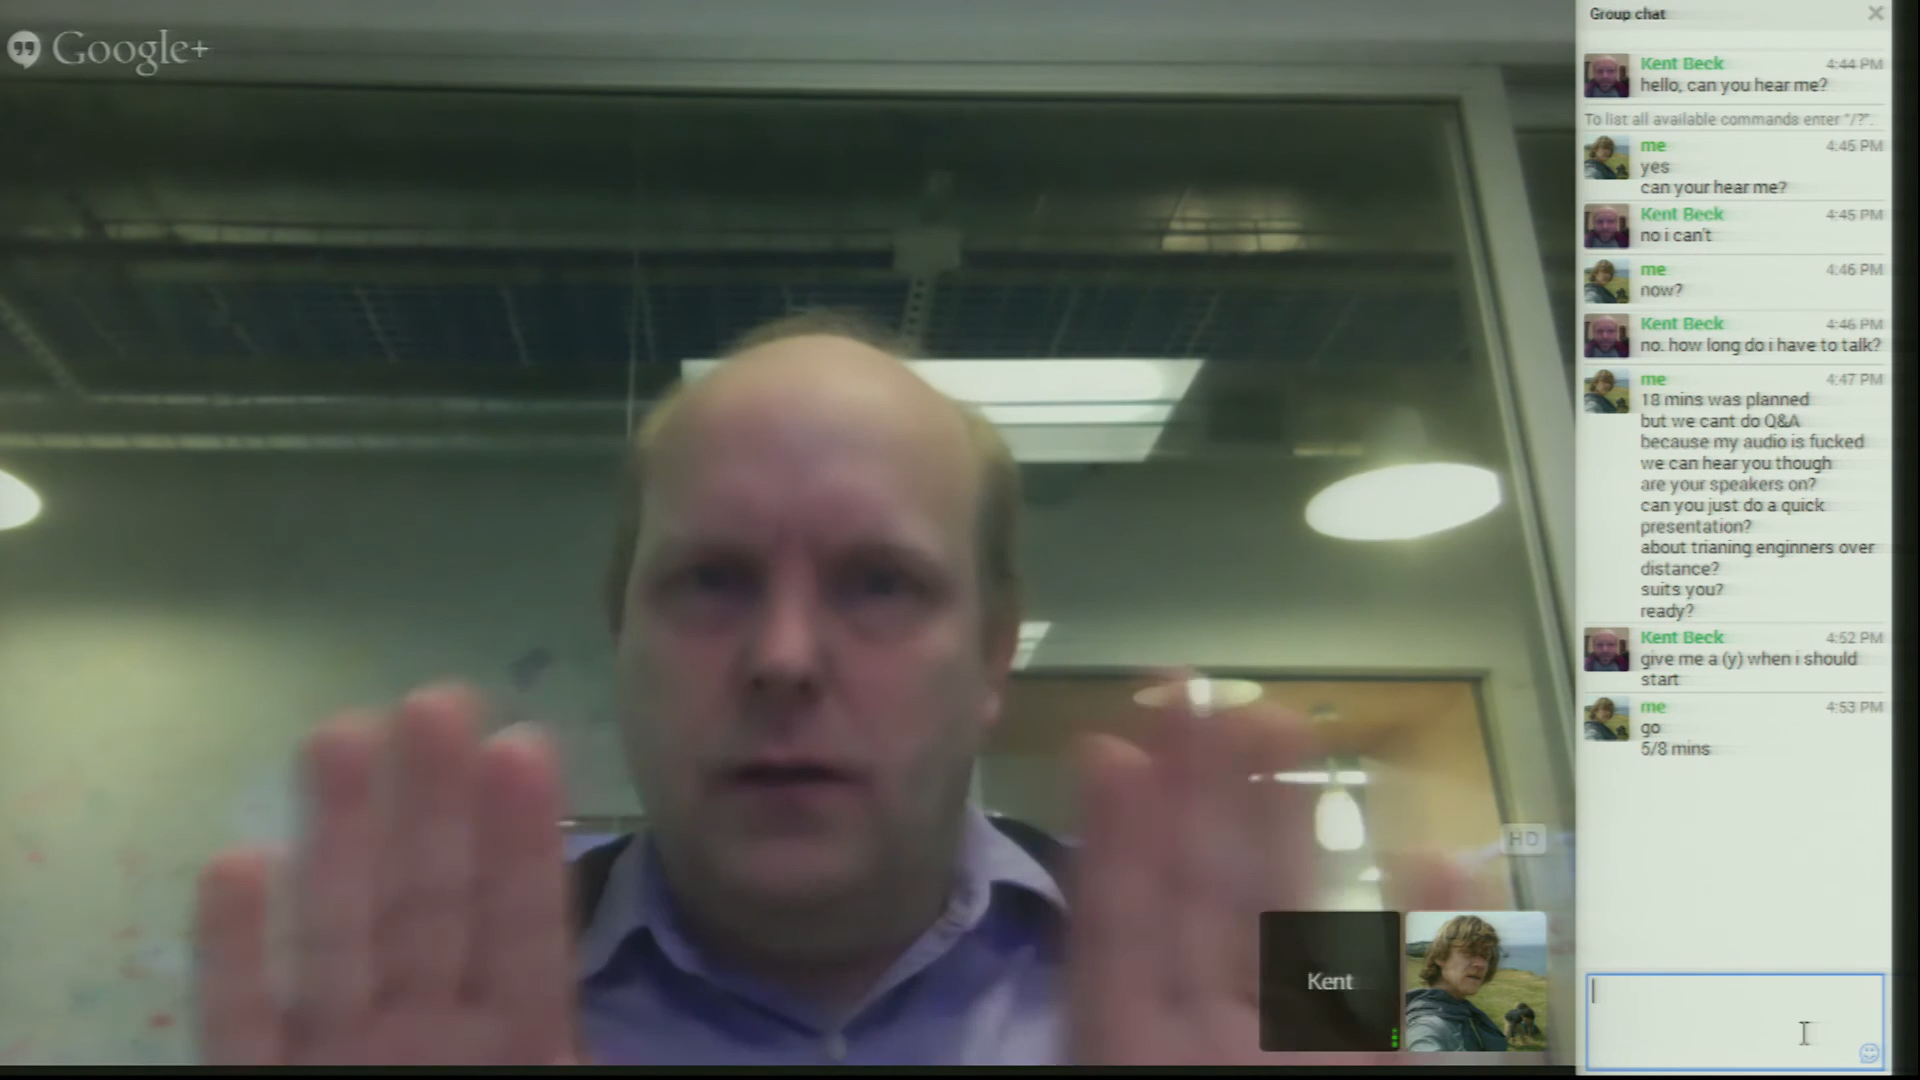 Google+
Group chat
Kent Beck 4:44 PM
hello, can you hear me?
To list all available commands enter "/?".
me 4:45 PM
yes
can your hear me?
Kent Beck 4:45 PM
no i can't
me 4:46 PM
now?
Kent Beck 4:46 PM
no. how long do i have to talk?
me 4:47 PM
18 mins was planned
but we cant do Q&A
because my audio is fucked
we can hear you though
are your speakers on?
can you just do a quick
presentation?
about trianing enginners over
distance?
suits you?
ready?
Kent Beck 4:52 PM
give me a (y) when i should
start
me 4:53 PM
go
5/8 mins
HD
Kent